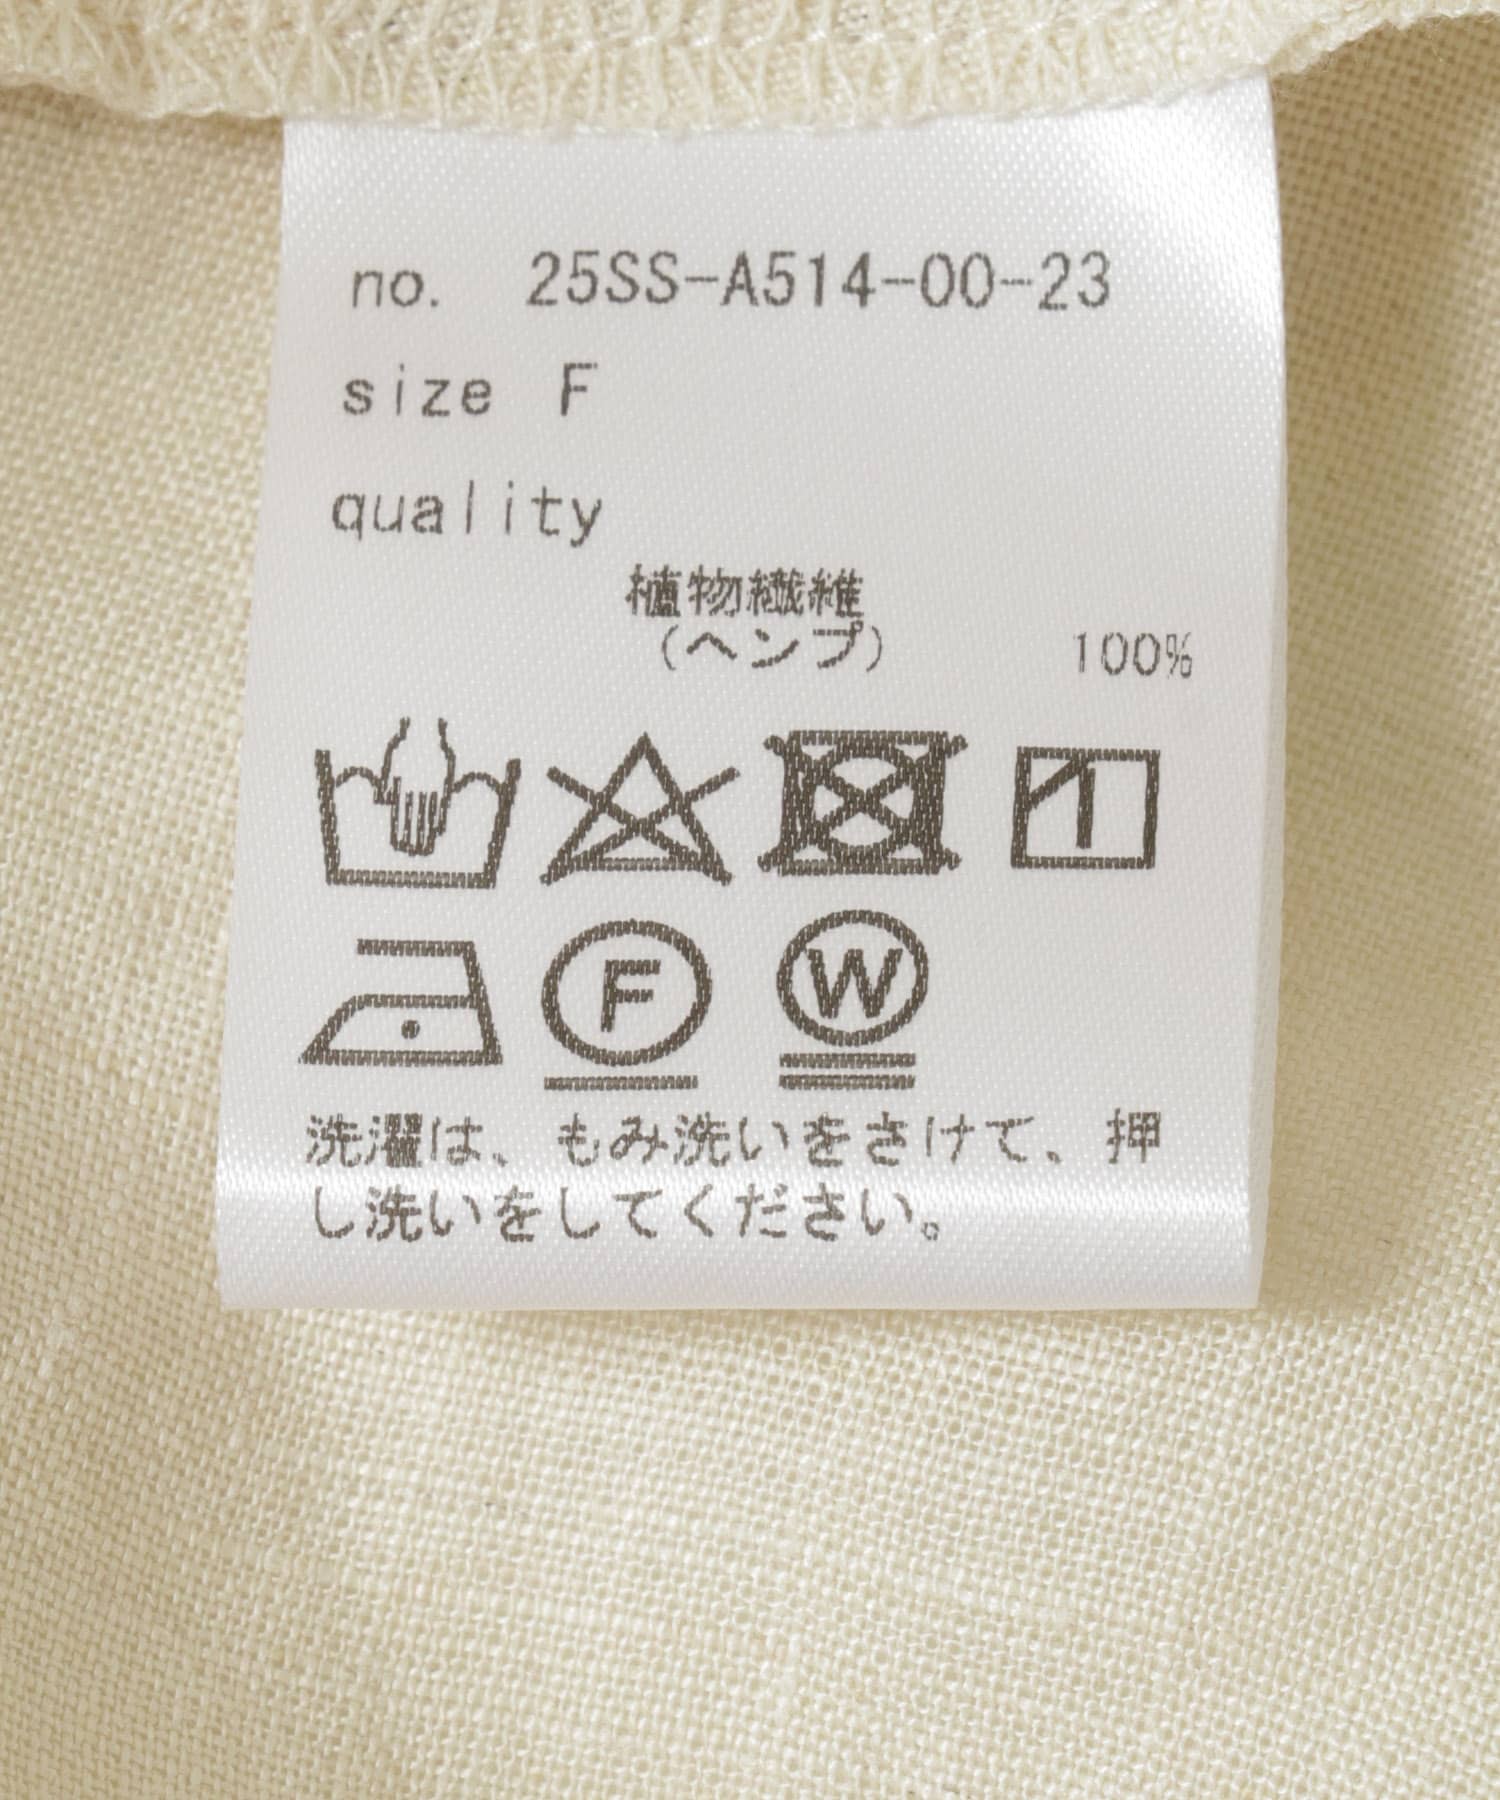 no. 25SS-A514-00-23
size F
quality
植物繊維
(ヘンプ) 100%
F W
洗濯は、もみ洗いをさけて、押
し洗いをしてください。